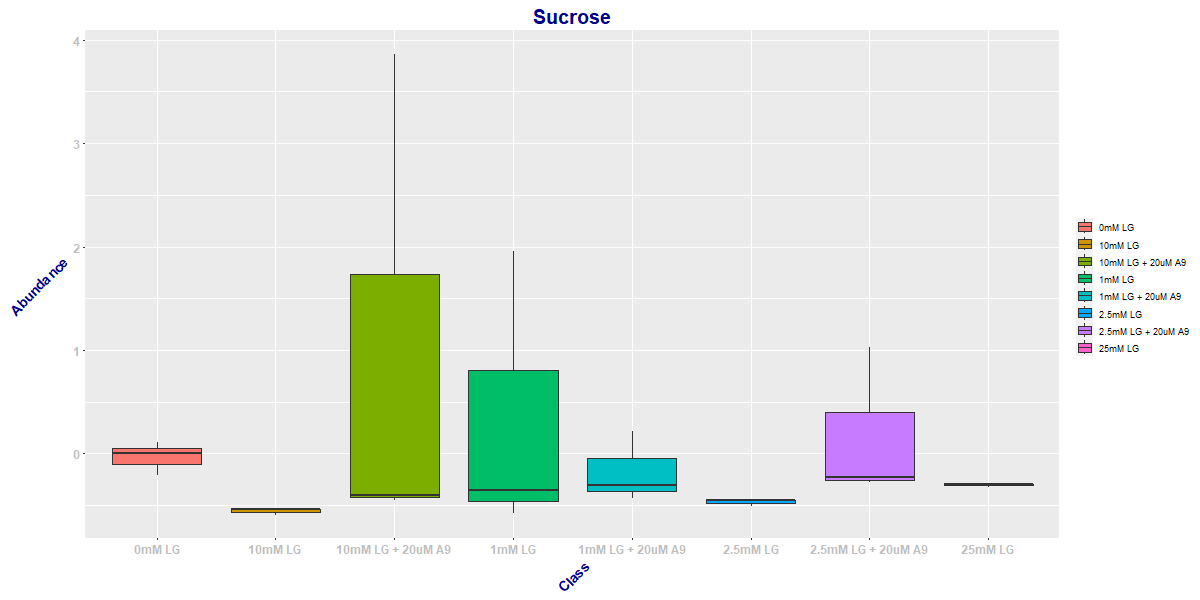 Sucrose
4
3
2
1
0
Abundance
0mM LG
10mM LG
10mM LG + 20uM A9
1mM LG
1mM LG + 20uM A9
2.5mM LG
2.5mM LG + 20uM A9
25mM LG
Class
0mM LG
10mM LG
10mM LG + 20uM A9
1mM LG
1mM LG + 20uM A9
2.5mM LG
2.5mM LG + 20uM A9
25mM LG